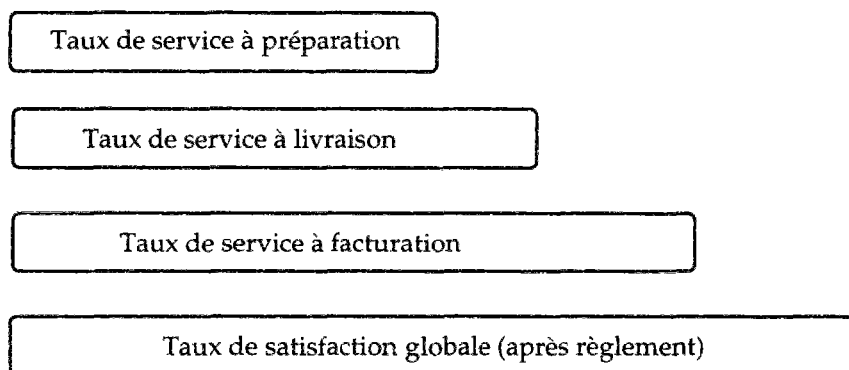 Taux de service à préparation
Taux de service à livraison
Taux de service à facturation
Taux de satisfaction globale (après règlement)